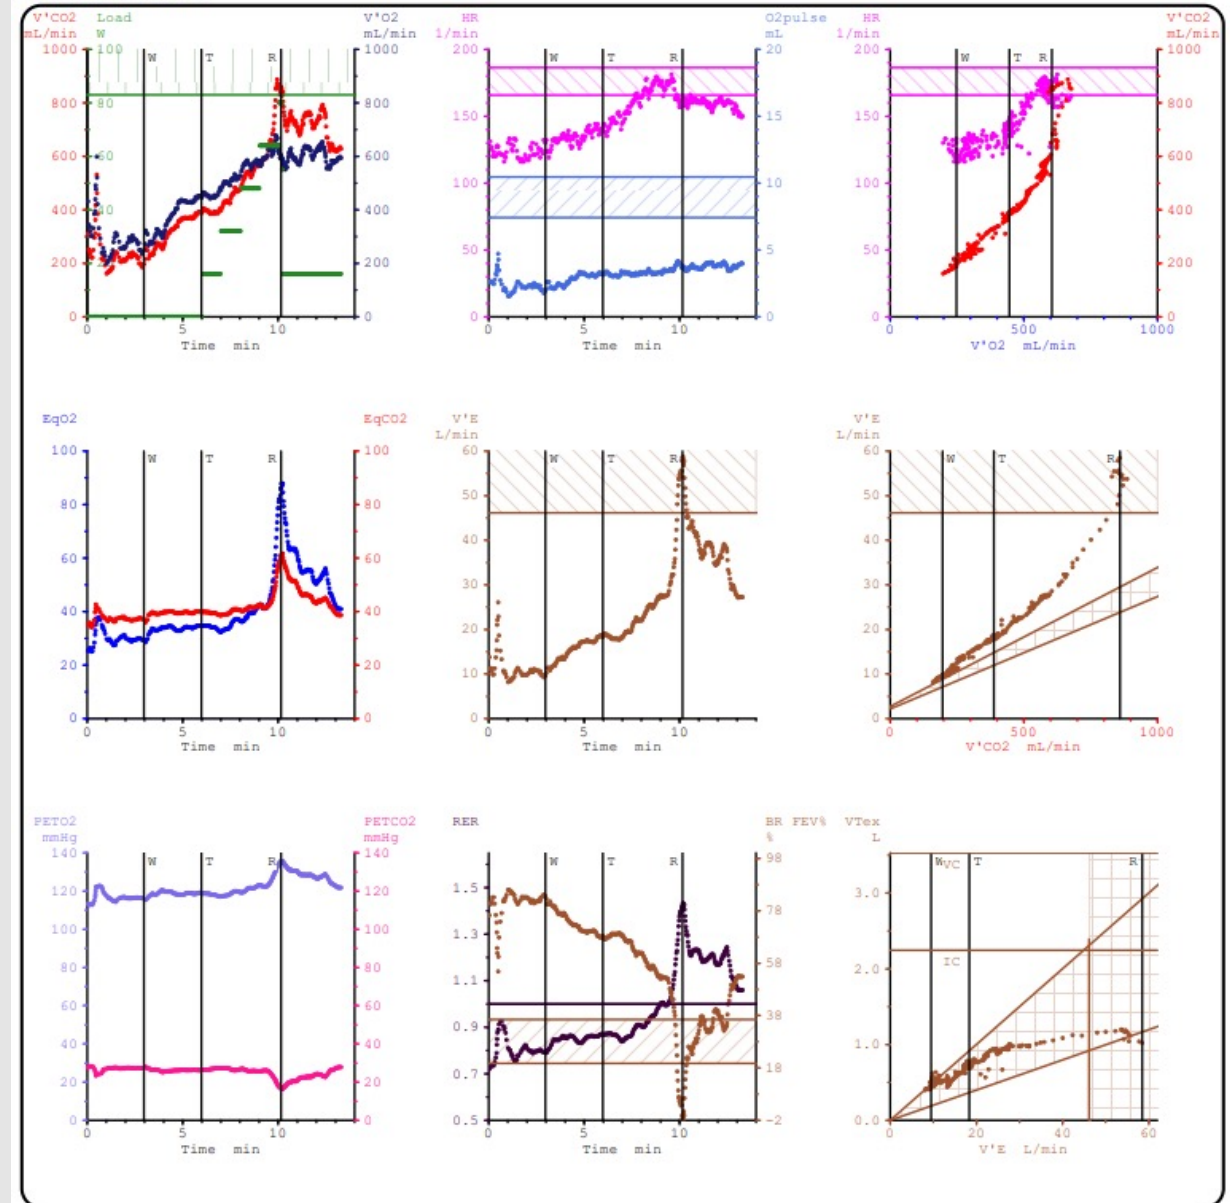 V'CO2 Load V'O2
mL/min W mL/min
1000 100 1000
W T R
800 80 800
600 60 600
400 40 400
200 200
0 0
0 5 10
Time min
HR O2pulse
1/min mL
200 20
W T R
150 15
100 10
50 5
0 0
0 5 10
Time min
HR V'CO2
1/min mL/min
200 1000
W T R
150 800
600
100
400
50
200
0 0
0 500 1000
V'O2 mL/min
EqO2 EqCO2
100 100
W T R
80 80
60 60
40 40
20 20
0 0
0 5 10
Time min
V'E
L/min
60
W T R
50
40
30
20
10
0
0 5 10
Time min
V'E
L/min
60
W T R
50
40
30
20
10
0
0 500 1000
V'CO2 mL/min
PETO2 PETCO2
mmHg mmHg
140 140
W T R
120 120
100 100
80 80
60 60
40 40
20 20
0 0
0 5 10
Time min
RER BR FEV%
%
W T R
98
1.5
78
1.3
1.1 58
0.9 38
0.7 18
0.5 -2
0 5 10
Time min
VTex
L
W VC T R
3.0
IC
2.0
1.0
0.0
0 20 40 60
V'E L/min